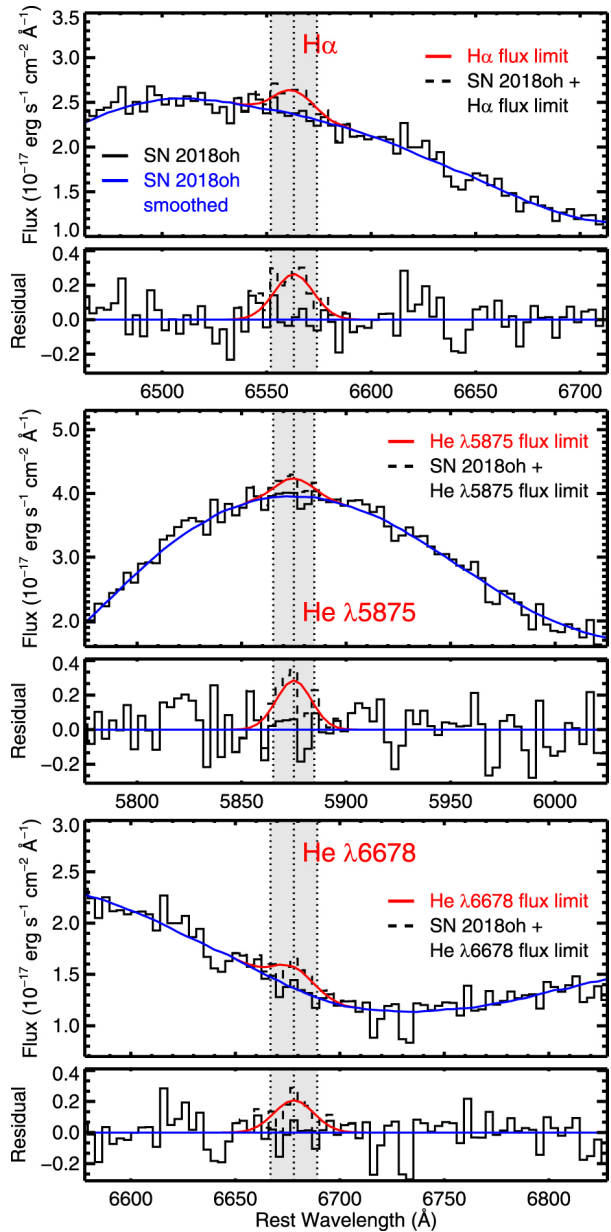 Hα
Hα flux limit
SN 2018oh +
Hα flux limit
SN 2018oh
SN 2018oh
smoothed
Flux (10⁻¹⁷ erg s⁻¹ cm⁻² Å⁻¹)
3.5
3.0
2.5
2.0
1.5
1.0
Residual
0.4
0.2
0.0
−0.2
6500 6550 6600 6650 6700
He λ5875 flux limit
SN 2018oh +
He λ5875 flux limit
He λ5875
Flux (10⁻¹⁷ erg s⁻¹ cm⁻² Å⁻¹)
5.0
4.0
3.0
2.0
Residual
0.4
0.2
0.0
−0.2
5800 5850 5900 5950 6000
He λ6678
He λ6678 flux limit
SN 2018oh +
He λ6678 flux limit
Flux (10⁻¹⁷ erg s⁻¹ cm⁻² Å⁻¹)
3.0
2.5
2.0
1.5
1.0
Residual
0.4
0.2
0.0
−0.2
6600 6650 6700 6750 6800
Rest Wavelength (Å)